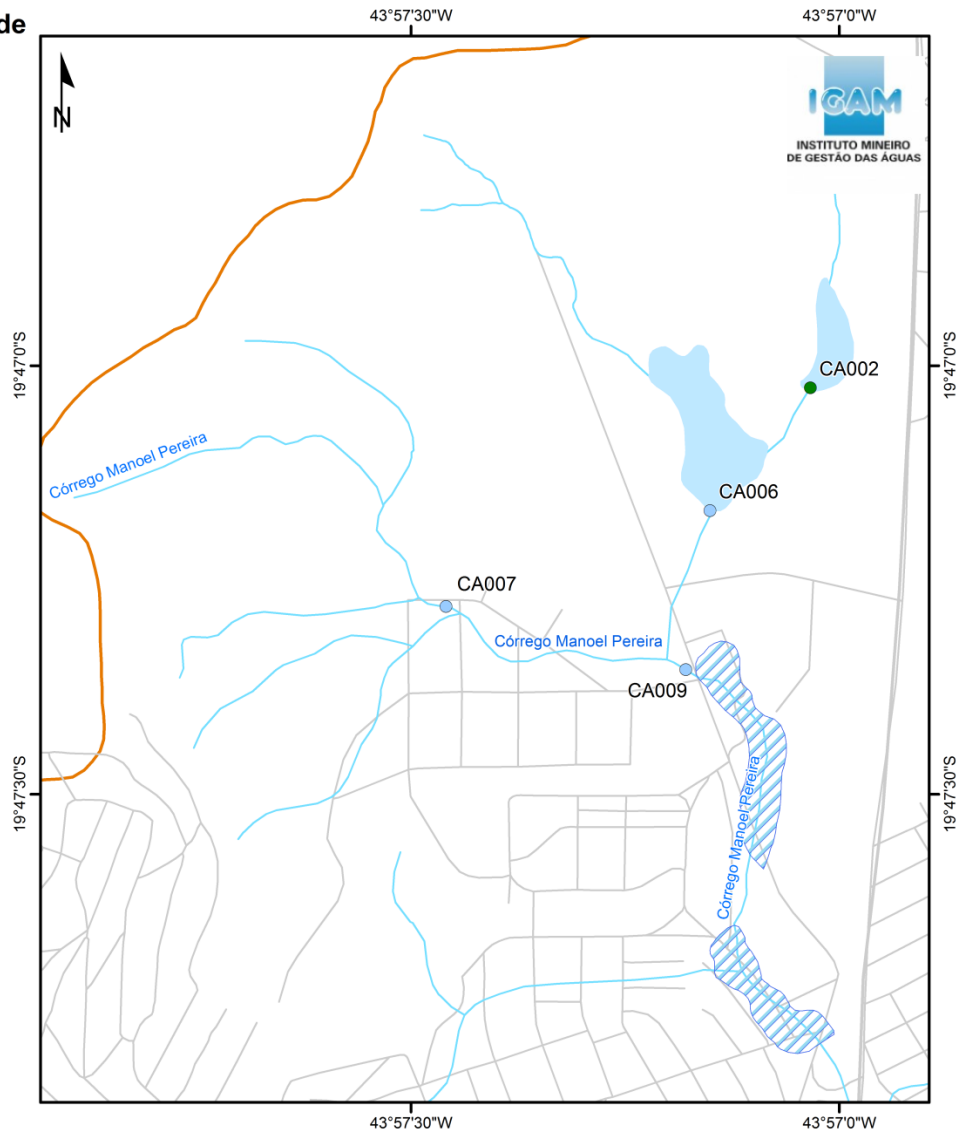 de
43°57'30"W
43°57'0"W
N
IGAM
INSTITUTO MINEIRO
DE GESTÃO DAS ÁGUAS
19°47'0"S
19°47'0"S
CA002
Córrego Manoel Pereira
CA006
CA007
Córrego Manoel Pereira
CA009
19°47'30"S
19°47'30"S
Córrego Manoel Pereira
43°57'30"W
43°57'0"W